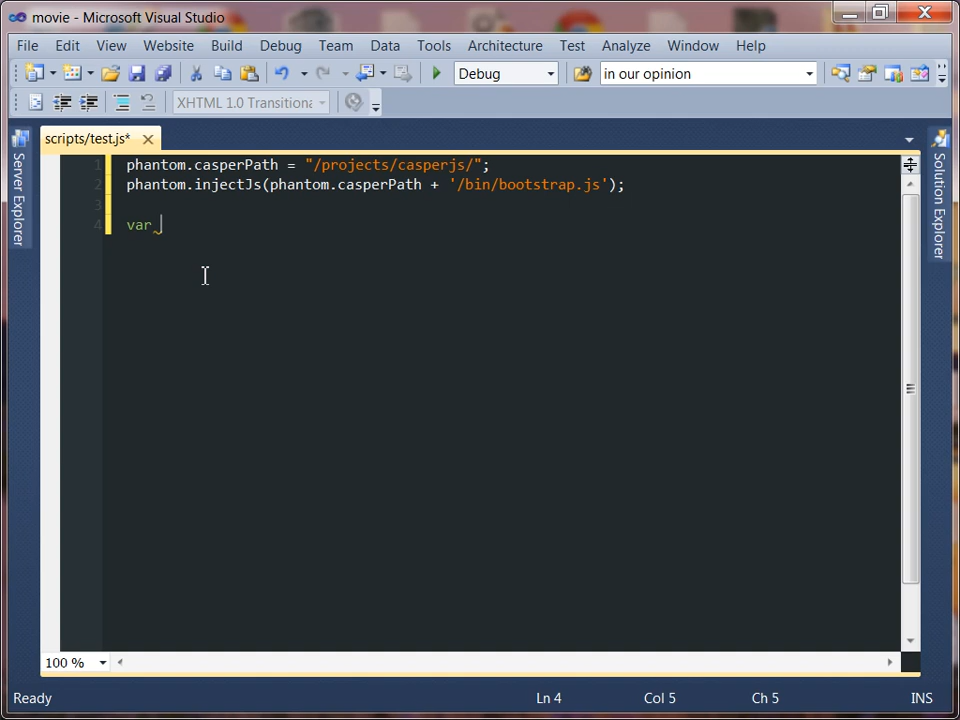 movie - Microsoft Visual Studio
File Edit View Website Build Debug Team Data Tools Architecture Test Analyze Window Help
Debug in our opinion
XHTML 1.0 Transitiona
scripts/test.js*
Server Explorer
Solution Explorer
1 phantom.casperPath = "/projects/casperjs/";
2 phantom.injectJs(phantom.casperPath + '/bin/bootstrap.js');
3
4 var
100 %
Ready Ln 4 Col 5 Ch 5 INS